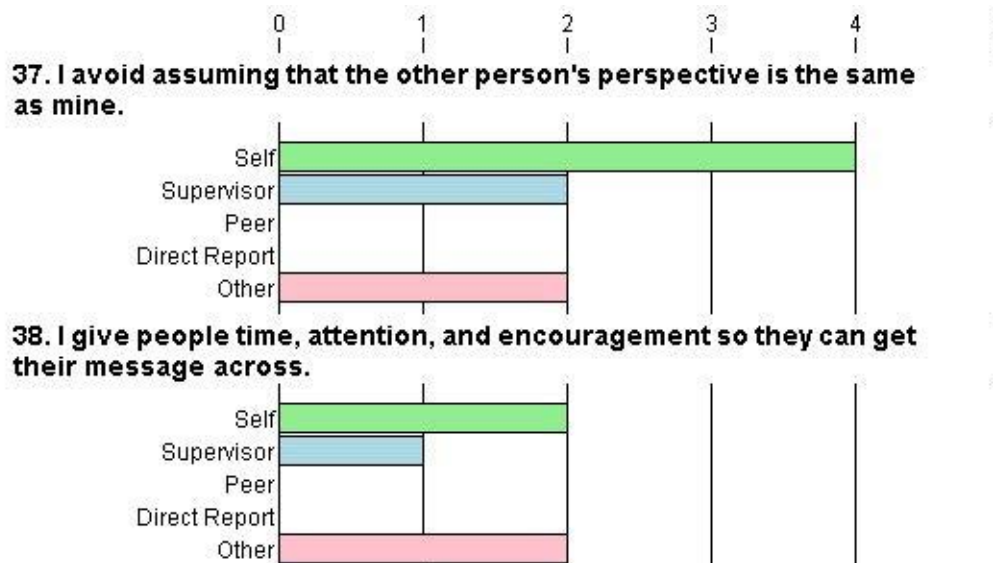 0 1 2 3 4
37. I avoid assuming that the other person's perspective is the same
as mine.
Self
Supervisor
Peer
Direct Report
Other
38. I give people time, attention, and encouragement so they can get
their message across.
Self
Supervisor
Peer
Direct Report
Other